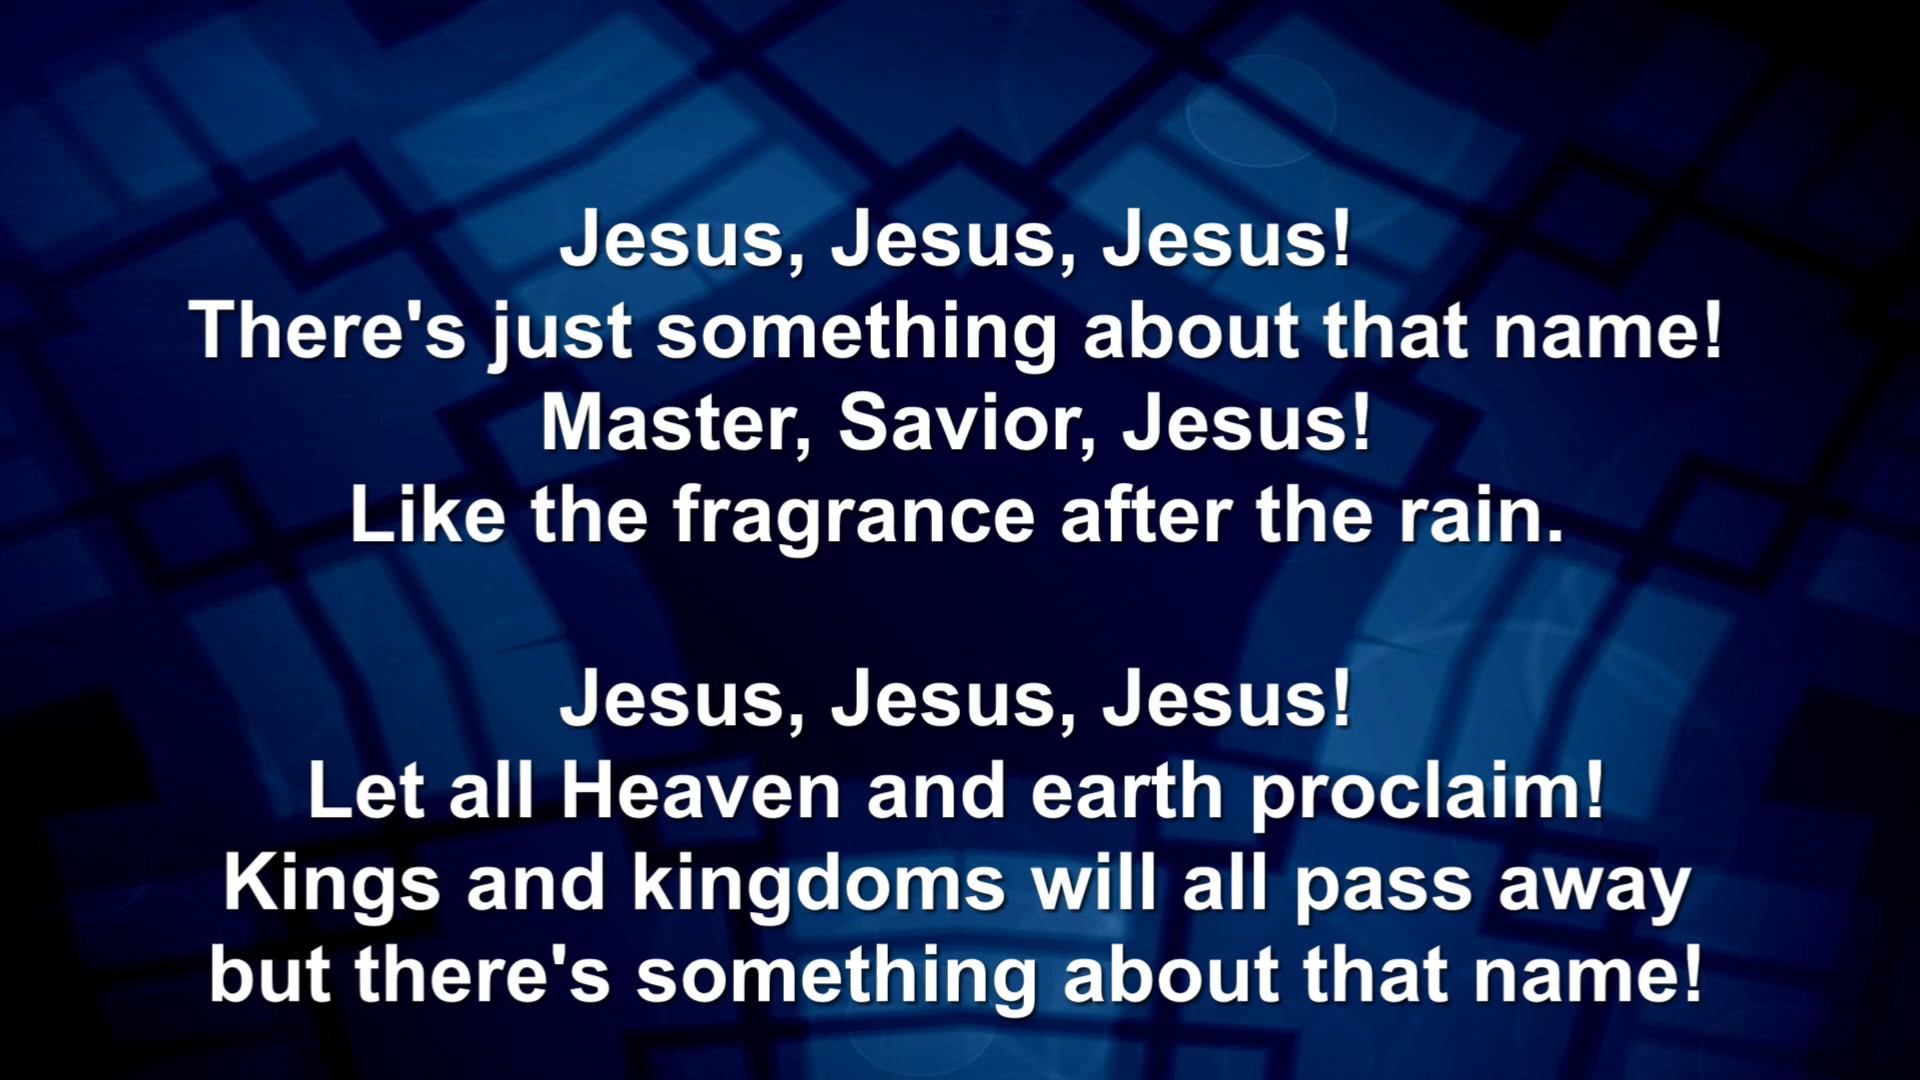 Jesus, Jesus, Jesus!
There's just something about that name!
Master, Savior, Jesus!
Like the fragrance after the rain.
Jesus, Jesus, Jesus!
Let all Heaven and earth proclaim!
Kings and kingdoms will all pass away
but there's something about that name!